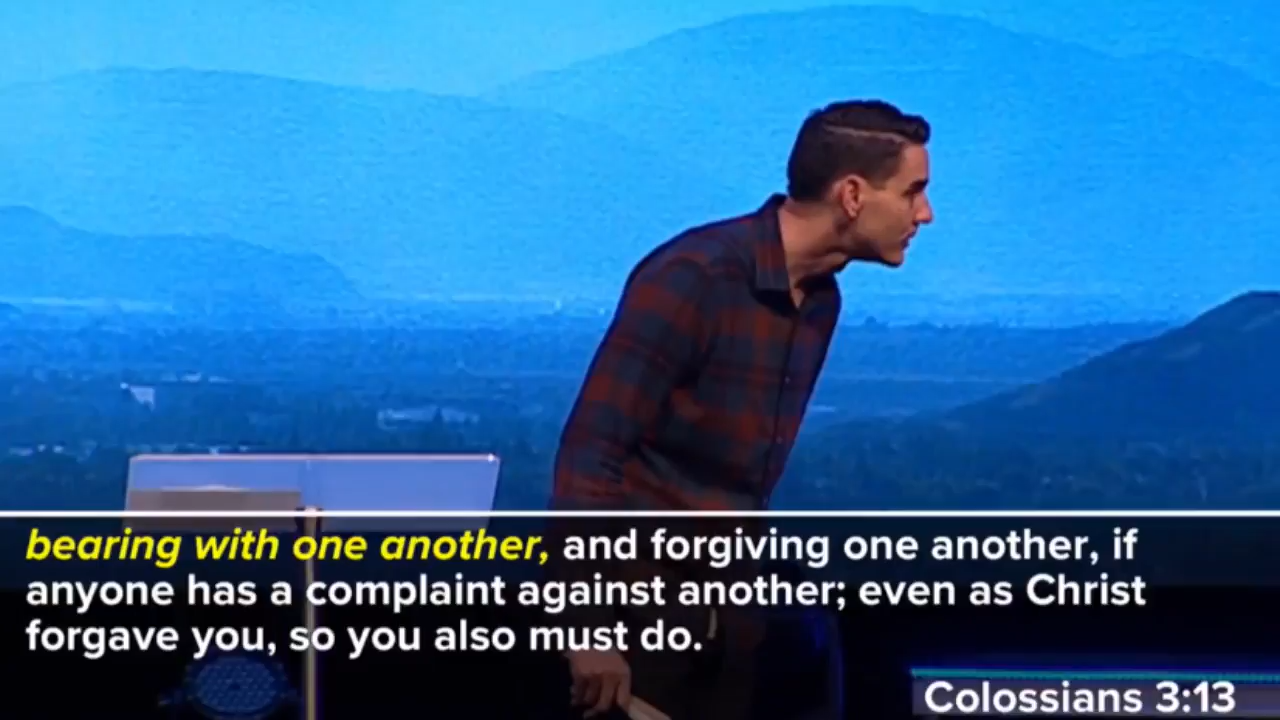 bearing with one another, and forgiving one another, if
anyone has a complaint against another; even as Christ
forgave you, so you also must do.
Colossians 3:13